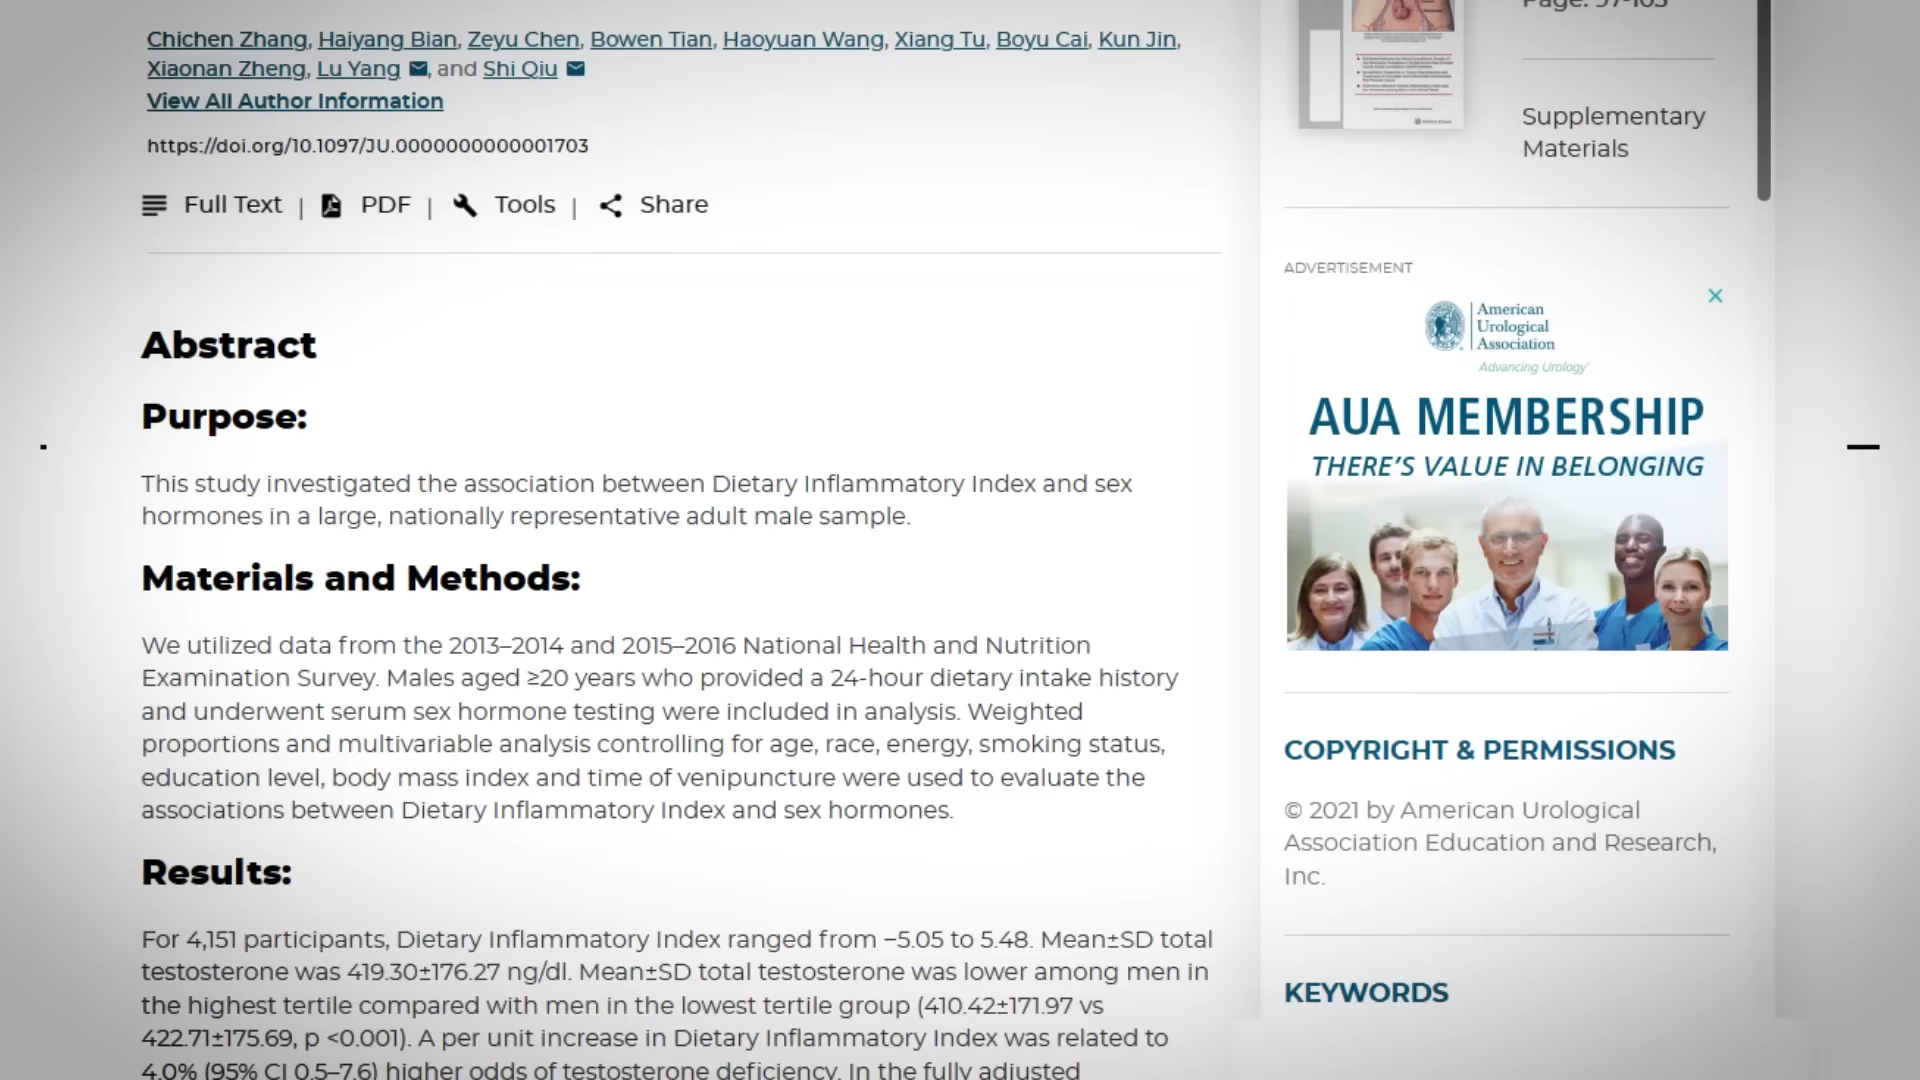 Chichen Zhang, Haiyang Bian, Zeyu Chen, Bowen Tian, Haoyuan Wang, Xiang Tu, Boyu Cai, Kun Jin,
Xiaonan Zheng, Lu Yang, and Shi Qiu
View All Author Information
https://doi.org/10.1097/JU.0000000000001703
Full Text | PDF | Tools | Share
Abstract
Purpose:
This study investigated the association between Dietary Inflammatory Index and sex
hormones in a large, nationally representative adult male sample.
Materials and Methods:
We utilized data from the 2013–2014 and 2015–2016 National Health and Nutrition
Examination Survey. Males aged ≥20 years who provided a 24-hour dietary intake history
and underwent serum sex hormone testing were included in analysis. Weighted
proportions and multivariable analysis controlling for age, race, energy, smoking status,
education level, body mass index and time of venipuncture were used to evaluate the
associations between Dietary Inflammatory Index and sex hormones.
Results:
For 4,151 participants, Dietary Inflammatory Index ranged from −5.05 to 5.48. Mean±SD total
testosterone was 419.30±176.27 ng/dl. Mean±SD total testosterone was lower among men in
the highest tertile compared with men in the lowest tertile group (410.42±171.97 vs
422.71±175.69, p <0.001). A per unit increase in Dietary Inflammatory Index was related to
4.0% (95% CI 0.5–7.6) higher odds of testosterone deficiency. In the fully adjusted
Page: 97-103
Supplementary
Materials
ADVERTISEMENT
American
Urological
Association
Advancing Urology
AUA MEMBERSHIP
THERE'S VALUE IN BELONGING
COPYRIGHT & PERMISSIONS
© 2021 by American Urological
Association Education and Research,
Inc.
KEYWORDS